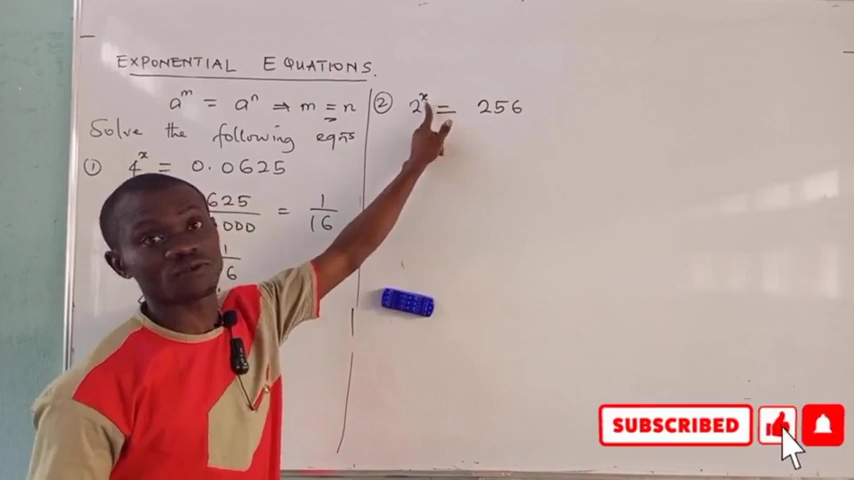 EXPONENTIAL EQUATIONS.
aᵐ = aⁿ ⇒ m = n
Solve the following eqns
① 4ˣ = 0.0625
625
000 = 1/16
1
6
② 2ˣ = 256
SUBSCRIBED